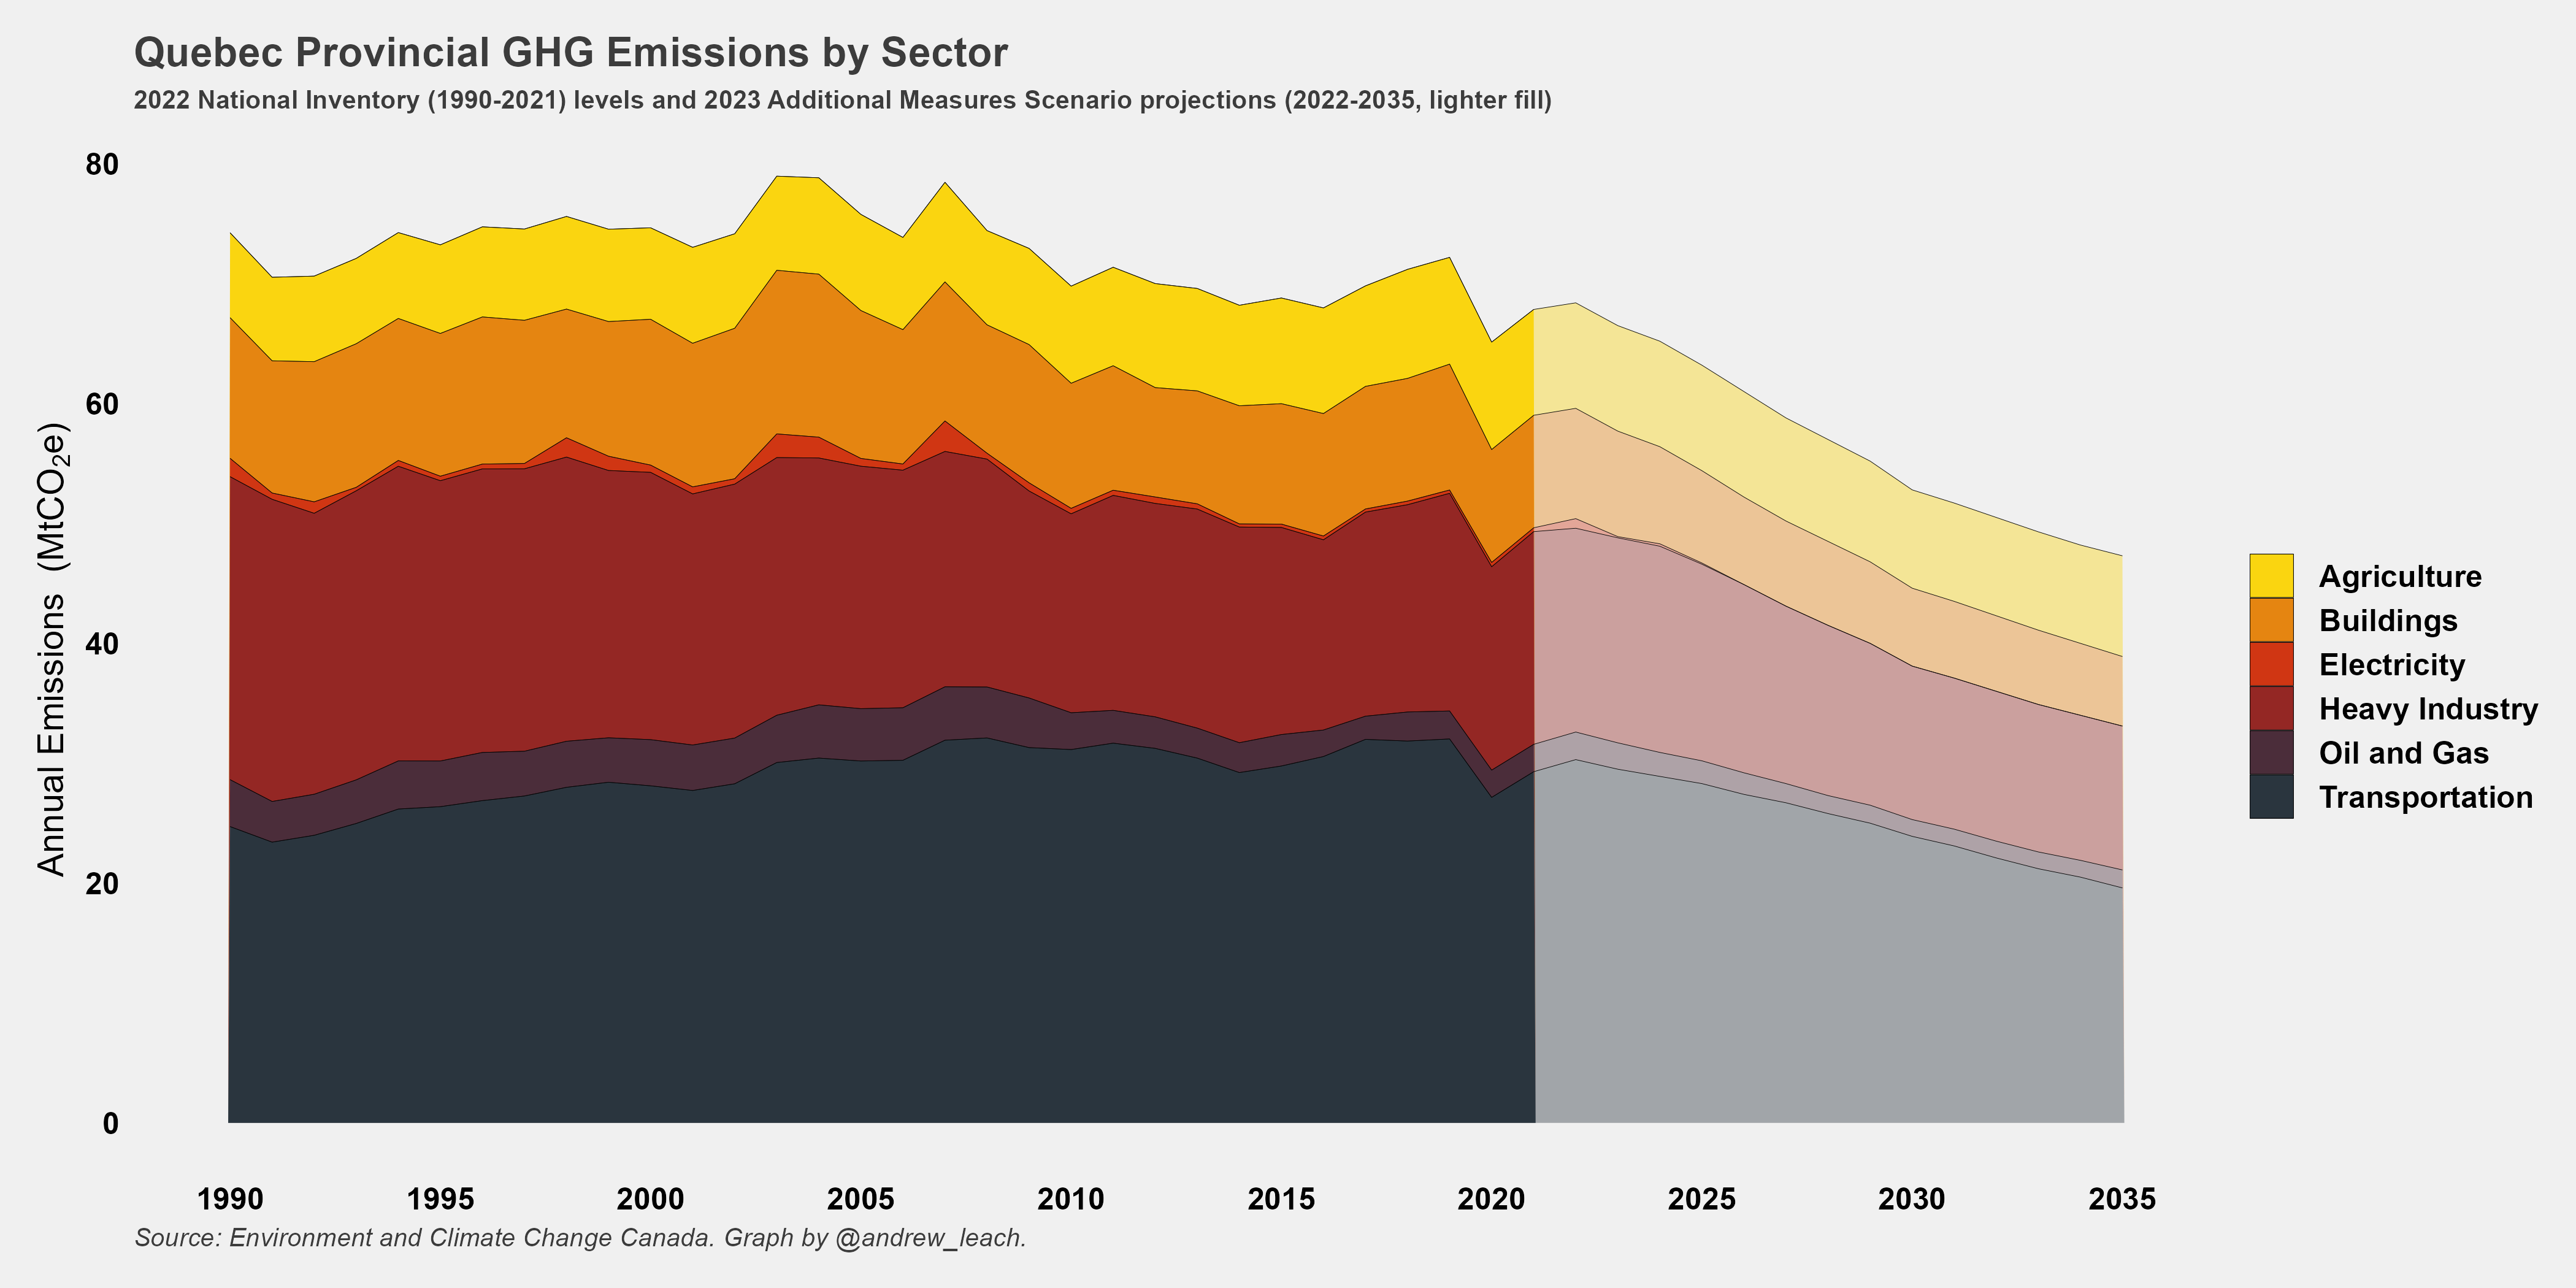 Quebec Provincial GHG Emissions by Sector
2022 National Inventory (1990-2021) levels and 2023 Additional Measures Scenario projections (2022-2035, lighter fill)
Annual Emissions (MtCO₂e)
80
60
40
20
0
1990 1995 2000 2005 2010 2015 2020 2025 2030 2035
Agriculture
Buildings
Electricity
Heavy Industry
Oil and Gas
Transportation
Source: Environment and Climate Change Canada. Graph by @andrew_leach.